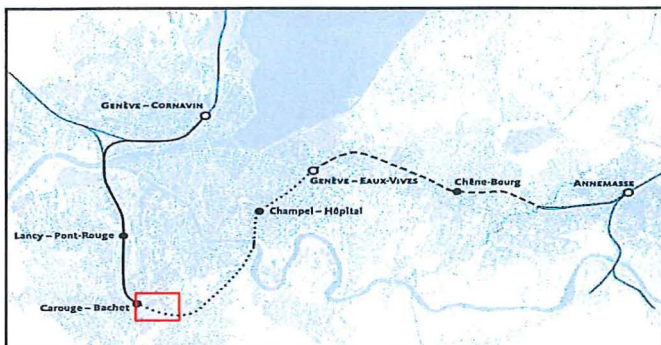 GENÈVE – CORNAVIN
GENÈVE – EAUX-VIVES
Chêne-Bourg
ANNEMASSE
Champel – Hôpital
Lancy – Pont-Rouge
Carouge – Bachet